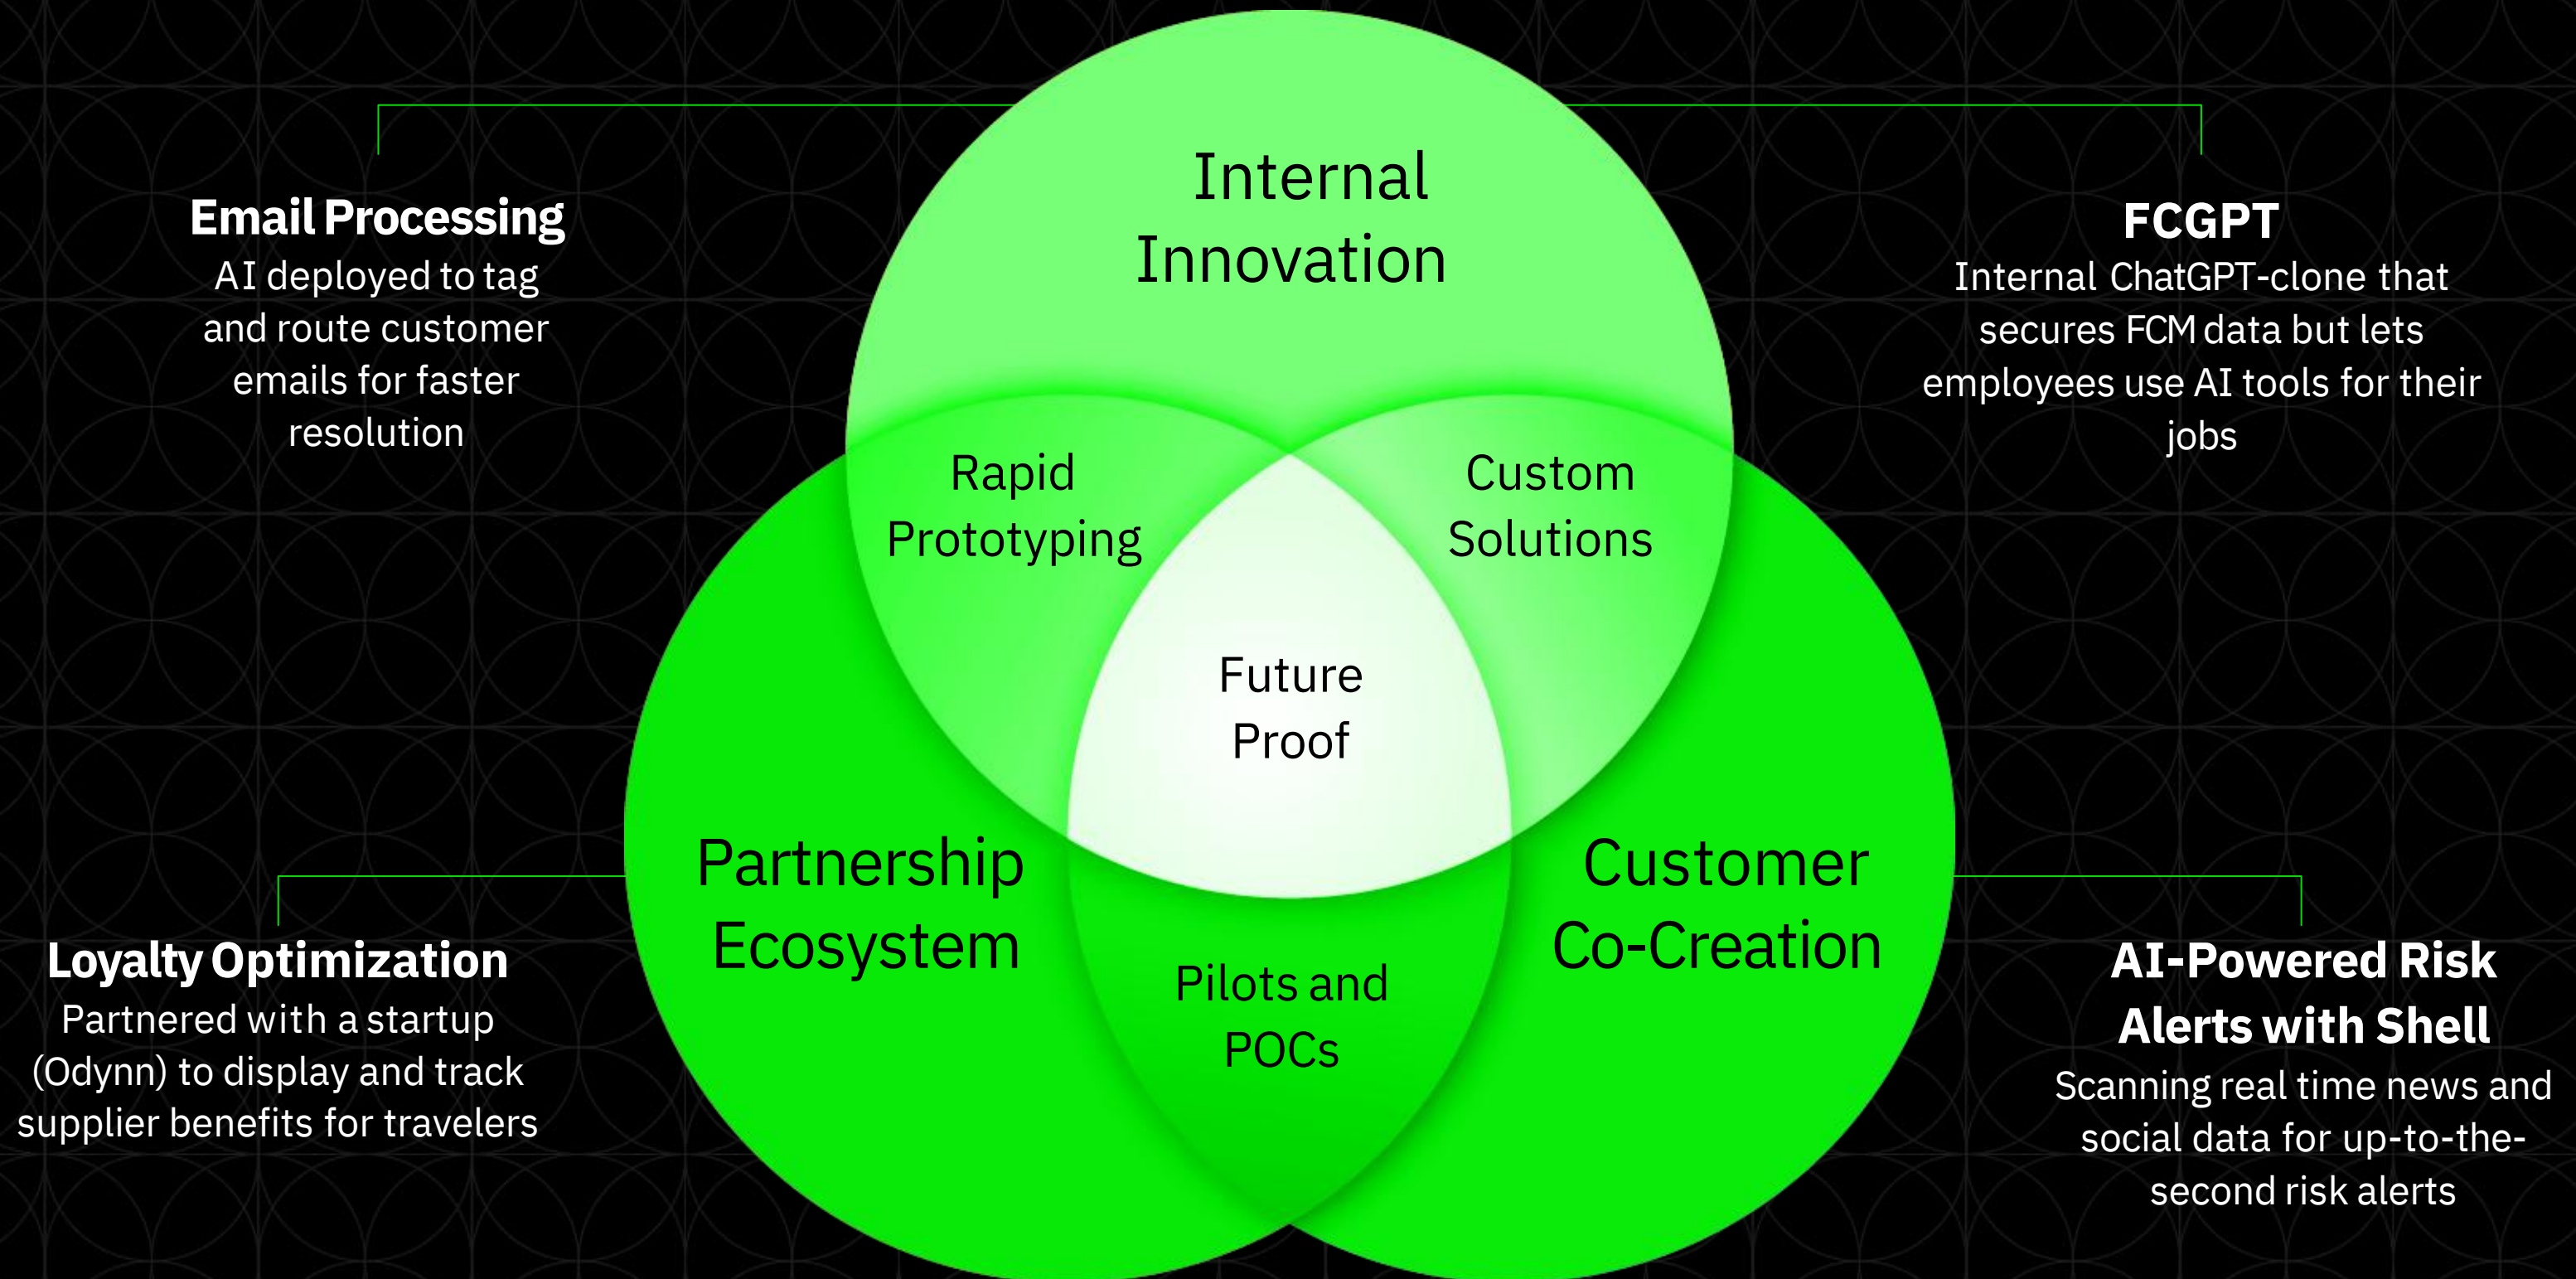 Internal
Innovation
Email Processing
AI deployed to tag
and route customer
emails for faster
resolution
FCGPT
Internal ChatGPT-clone that
secures FCM data but lets
employees use AI tools for their
jobs
Rapid
Prototyping
Custom
Solutions
Future
Proof
Partnership
Ecosystem
Customer
Co-Creation
Pilots and
POCs
Loyalty Optimization
Partnered with a startup
(Odynn) to display and track
supplier benefits for travelers
AI-Powered Risk
Alerts with Shell
Scanning real time news and
social data for up-to-the-
second risk alerts